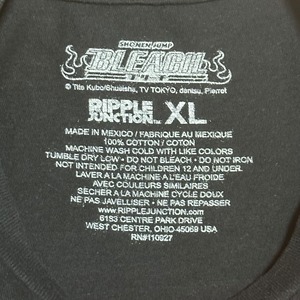 SHONEN JUMP
BLEACH
© Tite Kubo/Shueisha, TV TOKYO, dentsu, Pierrot
RIPPLE
JUNCTION XL
MADE IN MEXICO / FABRIQUE AU MEXIQUE
100% COTTON / COTON
MACHINE WASH COLD WITH LIKE COLORS
TUMBLE DRY LOW • DO NOT BLEACH • DO NOT IRON
NOT INTENDED FOR CHILDREN 12 AND UNDER.
LAVER A LA MACHINE A L'EAU FROIDE
AVEC COULEURS SIMILAIRES
SECHER A LA MACHINE CYCLE DOUX
NE PAS JAVELLISER - NE PAS REPASSER
WWW.RIPPLEJUNCTION.COM
6193 CENTRE PARK DRIVE
WEST CHESTER, OHIO 45069 USA
RN#110927